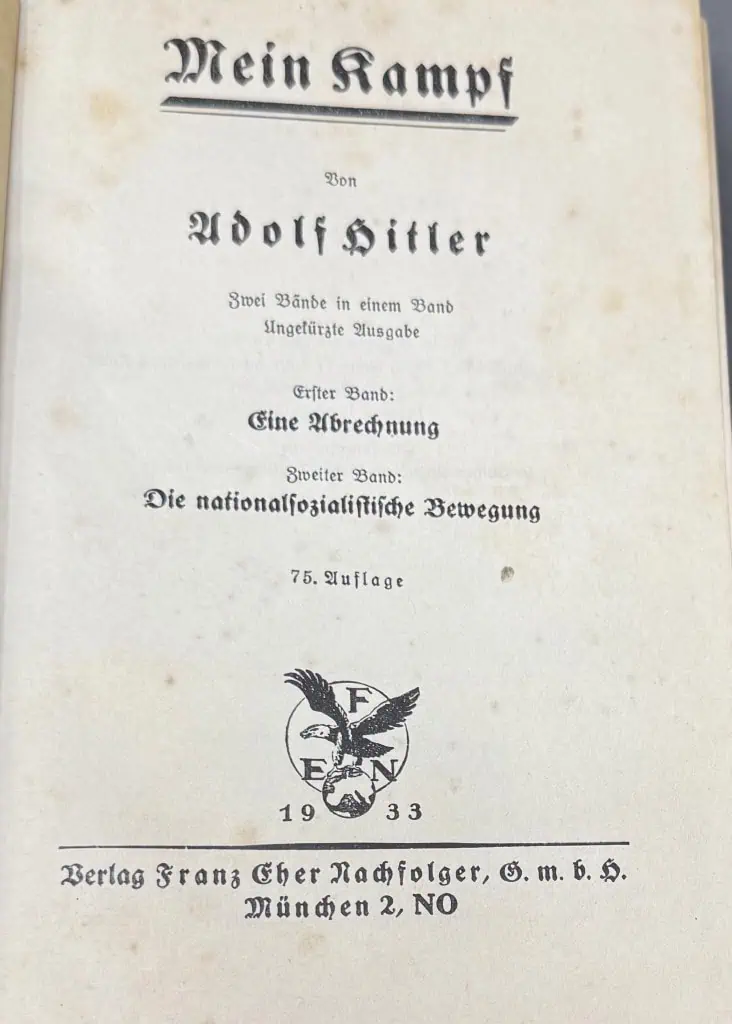 Mein Kampf
Von
Adolf Hitler
Zwei Bände in einem Band
Ungekürzte Ausgabe
Erster Band:
Eine Abrechnung
Zweiter Band:
Die nationalsozialistische Bewegung
75. Auflage
F
E N
19 33
Verlag Franz Eher Nachfolger, G. m. b. H.
München 2, NO